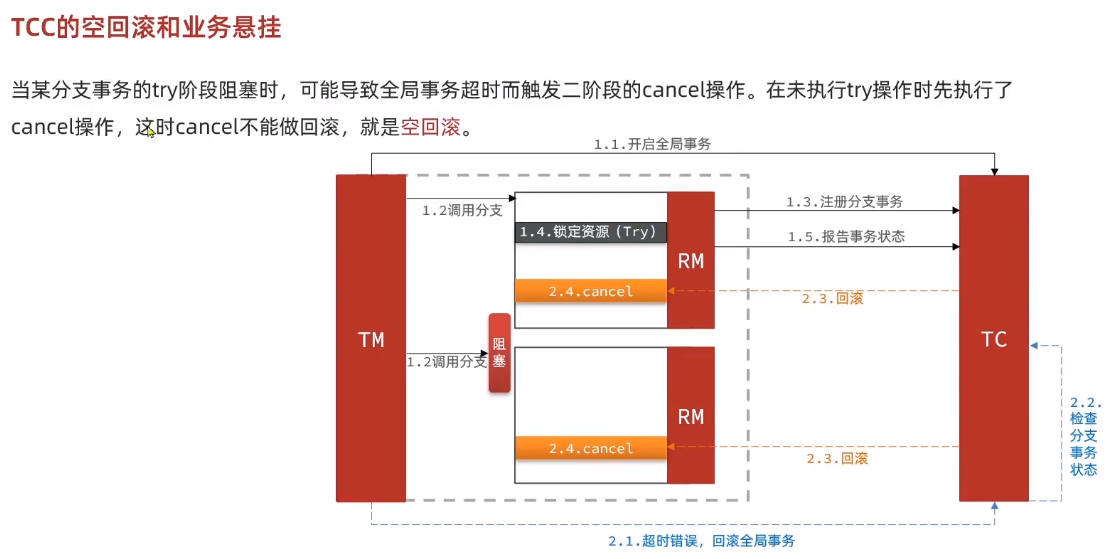 TCC的空回滚和业务悬挂
当某分支事务的try阶段阻塞时，可能导致全局事务超时而触发二阶段的cancel操作。在未执行try操作时先执行了
cancel操作，这时cancel不能做回滚，就是空回滚。
1.1.开启全局事务
1.2调用分支
1.3.注册分支事务
1.4.锁定资源（Try）
1.5.报告事务状态
RM
2.4.cancel
2.3.回滚
TM
阻
塞
TC
1.2调用分支
RM
2.2.
检查
分支
事务
状态
2.4.cancel
2.3.回滚
2.1.超时错误，回滚全局事务